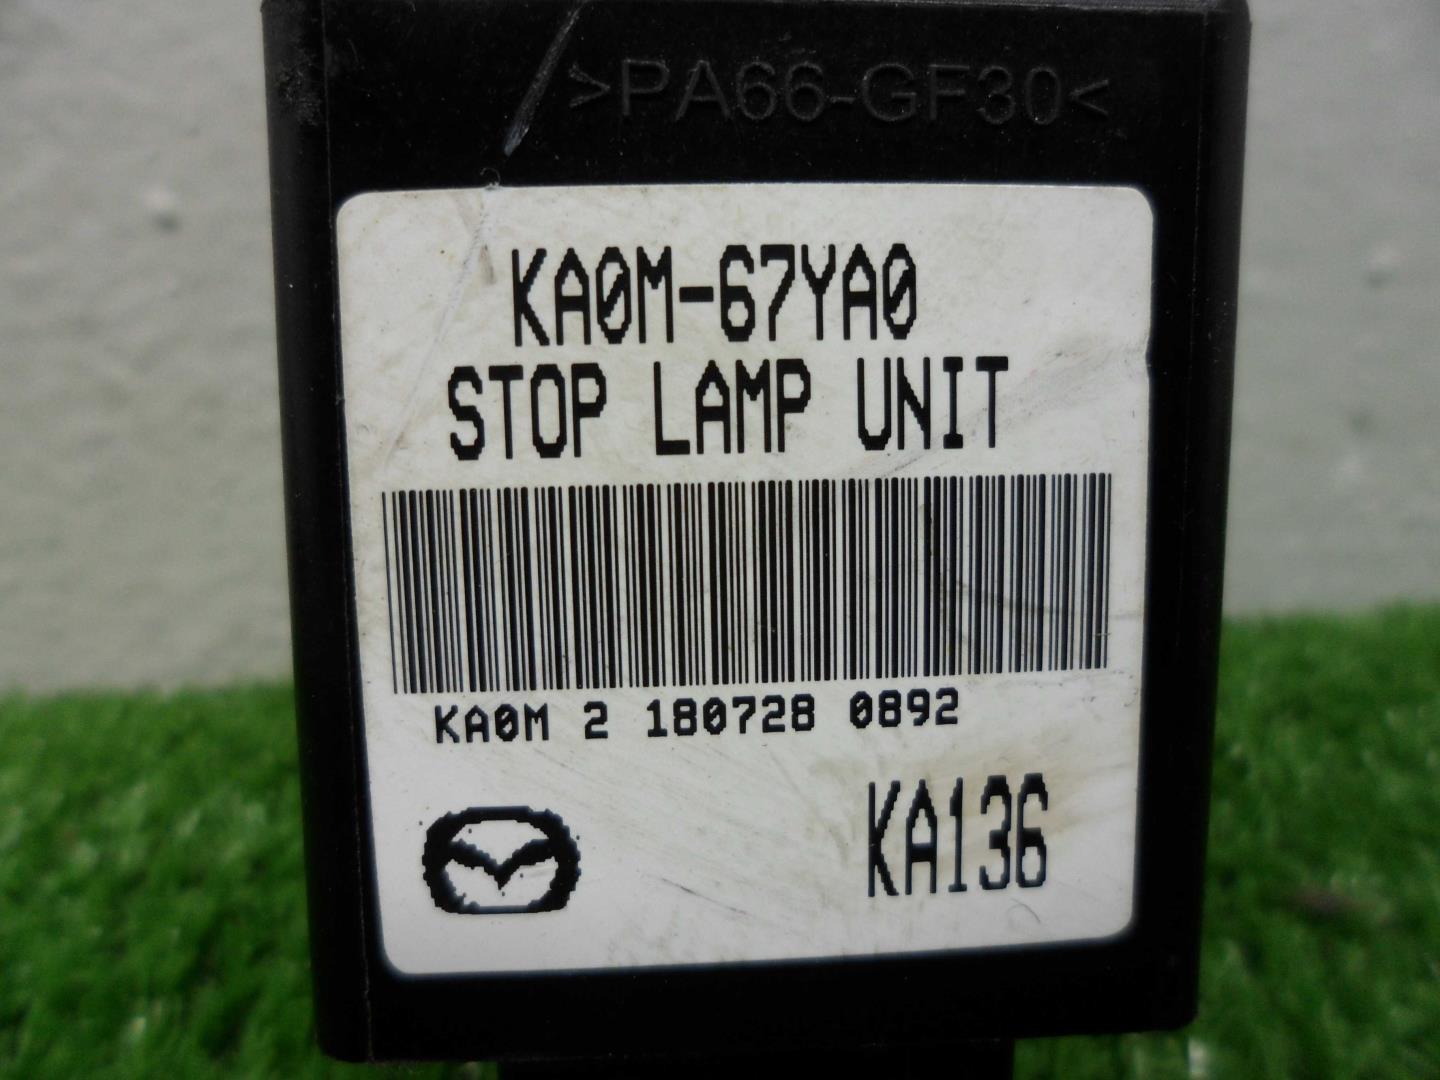 >PA66-GF30<
KA0M-67YA0
STOP LAMP UNIT
KA0M 2 180728 0892
KA136